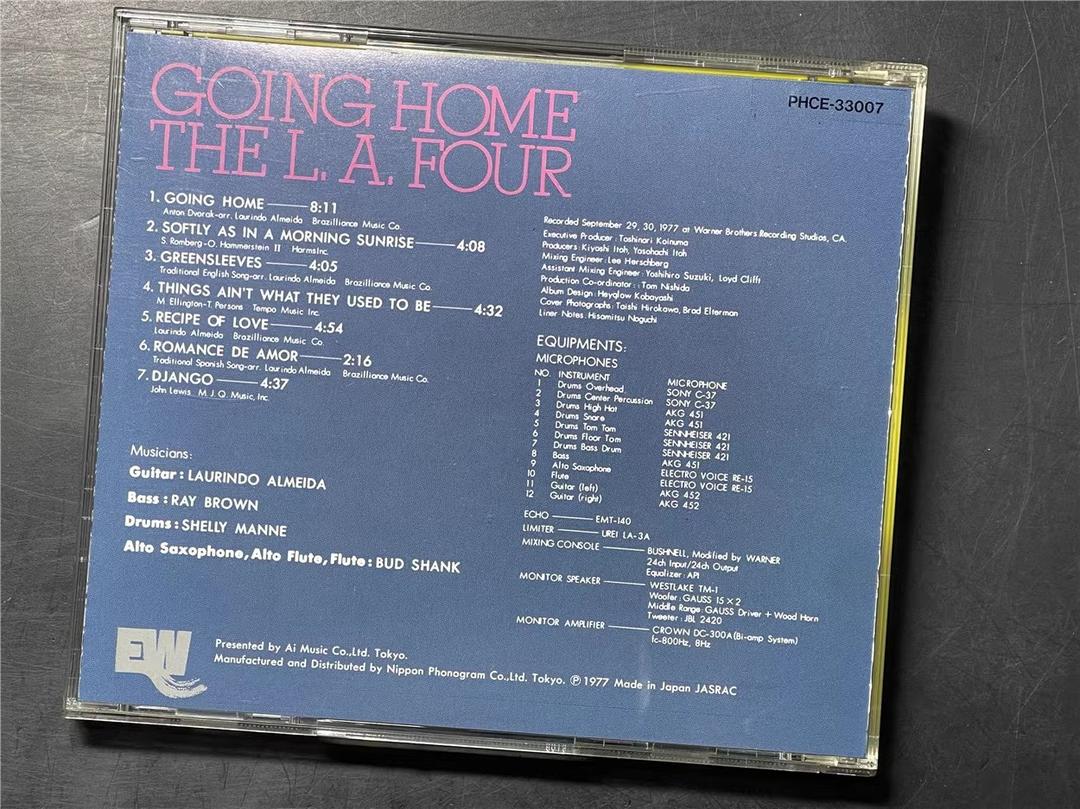 GOING HOME
THE L. A. FOUR
PHCE-33007
1. GOING HOME 8:11
Anton Dvorak-arr. Laurindo Almeida Brazilliance Music Co.
2. SOFTLY AS IN A MORNING SUNRISE 4:08
S. Romberg-O. Hammerstein II Harms Inc.
3. GREENSLEEVES 4:05
Traditional English Song-arr. Laurindo Almeida Brazilliance Music Co.
4. THINGS AIN'T WHAT THEY USED TO BE 4:32
M. Ellington-T. Persons Tempo Music Inc.
5. RECIPE OF LOVE 4:54
Laurindo Almeida Brazilliance Music Co.
6. ROMANCE DE AMOR 2:16
Traditional Spanish Song-arr. Laurindo Almeida Brazilliance Music Co.
7. DJANGO 4:37
John Lewis M. J. Q. Music, Inc.
Musicians:
Guitar: LAURINDO ALMEIDA
Bass: RAY BROWN
Drums: SHELLY MANNE
Alto Saxophone, Alto Flute, Flute: BUD SHANK
Recorded September 29, 30, 1977 at Warner Brothers Recording Studios, CA.
Executive Producer: Toshinari Koinuma
Producers: Kiyoshi Itoh, Yasohachi Itoh
Mixing Engineer: Lee Herschberg
Assistant Mixing Engineer: Yoshihiro Suzuki, Loyd Clifft
Production Co-ordinator: : Tom Nishida
Album Design: Heyqlow Kobayashi
Cover Photographs: Taishi Hirokawa, Brad Elterman
Liner Notes: Hisamitsu Noguchi
EQUIPMENTS:
MICROPHONES
NO. INSTRUMENT MICROPHONE
1 Drums Overhead SONY C-37
2 Drums Center Percussion SONY C-37
3 Drums High Hat AKG 451
4 Drums Snare AKG 451
5 Drums Tom Tom SENNHEISER 421
6 Drums Floor Tom SENNHEISER 421
7 Drums Bass Drum SENNHEISER 421
8 Bass AKG 451
9 Alto Saxophone ELECTRO VOICE RE-15
10 Flute ELECTRO VOICE RE-15
11 Guitar (left) AKG 452
12 Guitar (right) AKG 452
ECHO EMT-140
LIMITER UREI LA-3A
MIXING CONSOLE BUSHNELL, Modified by WARNER
24ch Input/24ch Output
Equalizer: API
MONITOR SPEAKER WESTLAKE TM-1
Woofer: GAUSS 15×2
Middle Range: GAUSS Driver + Wood Horn
Tweeter: JBL 2420
MONITOR AMPLIFIER CROWN DC-300A (Bi-amp System)
fc-800Hz, 8Hz
EW
Presented by Ai Music Co., Ltd. Tokyo.
Manufactured and Distributed by Nippon Phonogram Co., Ltd. Tokyo. ℗ 1977 Made in Japan JASRAC